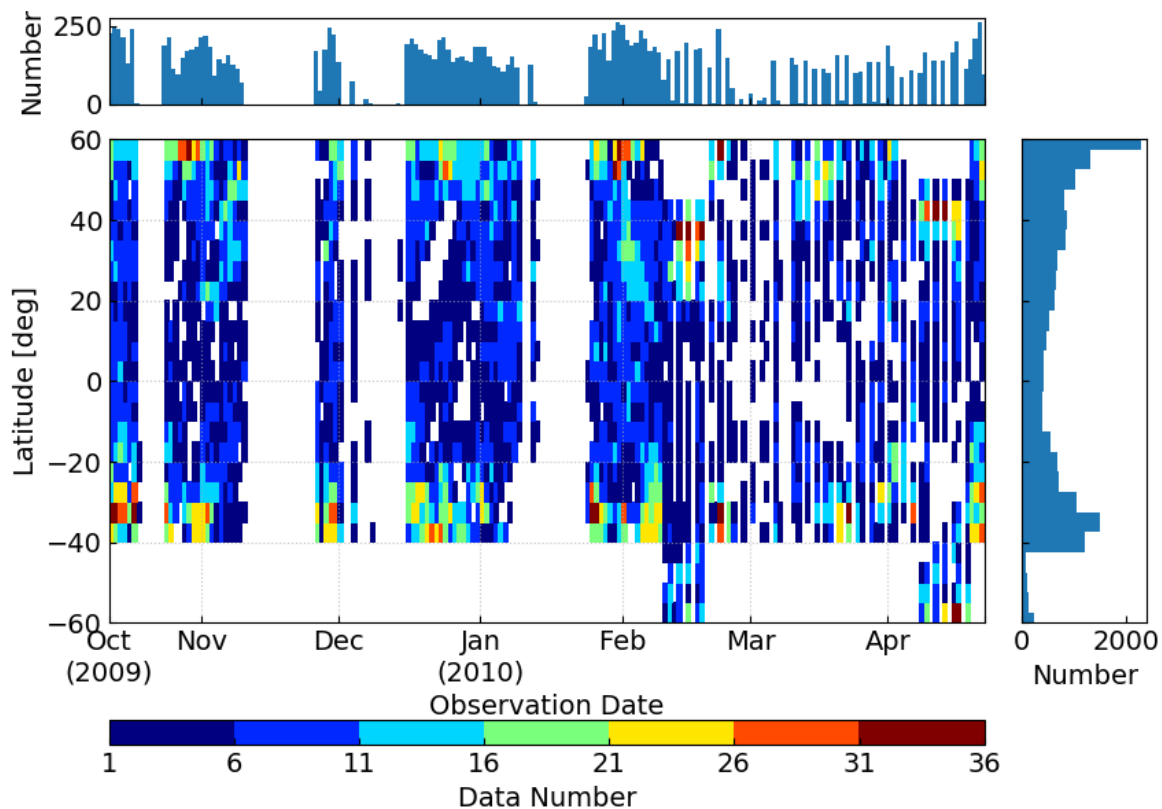 250
0
Number
60
40
20
0
−20
−40
−60
Latitude [deg]
Oct Nov Dec Jan Feb Mar Apr
(2009) (2010)
Observation Date
0 2000
Number
1 6 11 16 21 26 31 36
Data Number